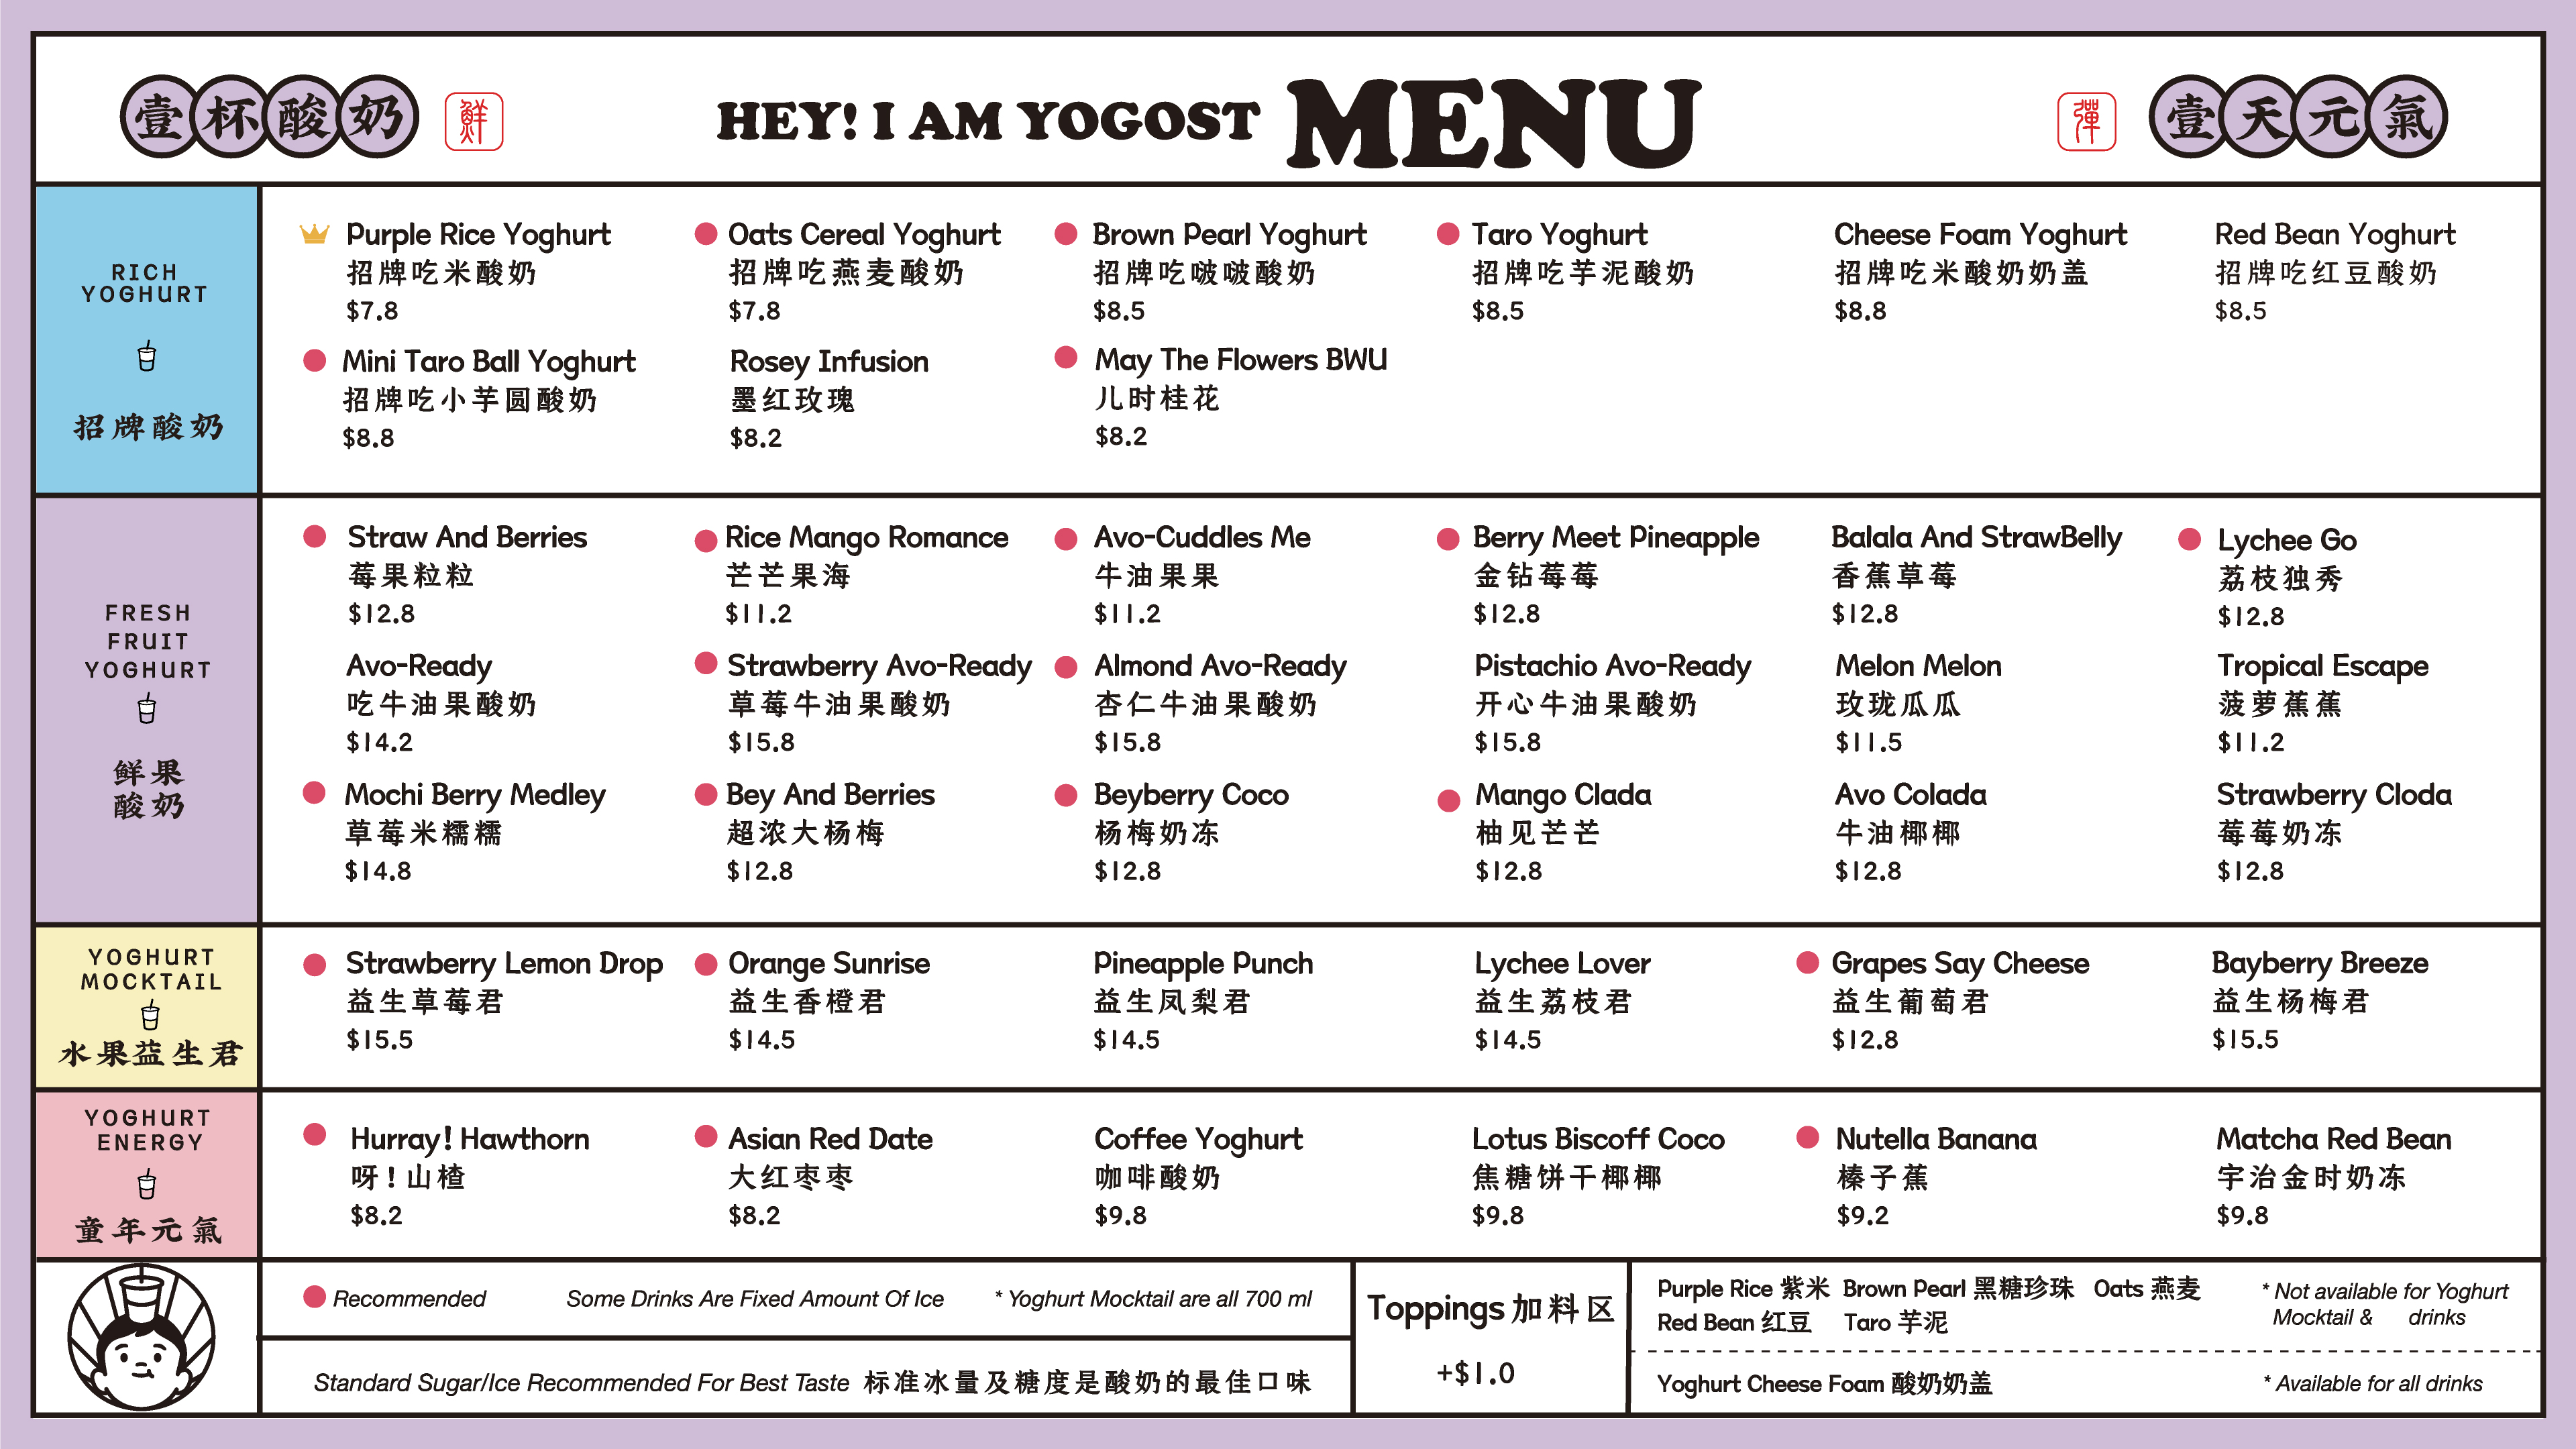 壹杯酸奶 鮮 HEY! I AM YOGOST MENU 彈 壹天元氣
RICH
YOGHURT
招牌酸奶
Purple Rice Yoghurt
招牌吃米酸奶
$7.8
Oats Cereal Yoghurt
招牌吃燕麦酸奶
$7.8
Brown Pearl Yoghurt
招牌吃啵啵酸奶
$8.5
Taro Yoghurt
招牌吃芋泥酸奶
$8.5
Cheese Foam Yoghurt
招牌吃米酸奶奶盖
$8.8
Red Bean Yoghurt
招牌吃红豆酸奶
$8.5
Mini Taro Ball Yoghurt
招牌吃小芋圆酸奶
$8.8
Rosey Infusion
墨红玫瑰
$8.2
May The Flowers BWU
儿时桂花
$8.2
FRESH
FRUIT
YOGHURT
鲜果
酸奶
Straw And Berries
莓果粒粒
$12.8
Rice Mango Romance
芒芒果海
$11.2
Avo-Cuddles Me
牛油果果
$11.2
Berry Meet Pineapple
金钻莓莓
$12.8
Balala And StrawBelly
香蕉草莓
$12.8
Lychee Go
荔枝独秀
$12.8
Avo-Ready
吃牛油果酸奶
$14.2
Strawberry Avo-Ready
草莓牛油果酸奶
$15.8
Almond Avo-Ready
杏仁牛油果酸奶
$15.8
Pistachio Avo-Ready
开心牛油果酸奶
$15.8
Melon Melon
玫珑瓜瓜
$11.5
Tropical Escape
菠萝蕉蕉
$11.2
Mochi Berry Medley
草莓米糯糯
$14.8
Bey And Berries
超浓大杨梅
$12.8
Beyberry Coco
杨梅奶冻
$12.8
Mango Clada
柚见芒芒
$12.8
Avo Colada
牛油椰椰
$12.8
Strawberry Cloda
莓莓奶冻
$12.8
YOGHURT
MOCKTAIL
水果益生君
Strawberry Lemon Drop
益生草莓君
$15.5
Orange Sunrise
益生香橙君
$14.5
Pineapple Punch
益生凤梨君
$14.5
Lychee Lover
益生荔枝君
$14.5
Grapes Say Cheese
益生葡萄君
$12.8
Bayberry Breeze
益生杨梅君
$15.5
YOGHURT
ENERGY
童年元氣
Hurray! Hawthorn
呀!山楂
$8.2
Asian Red Date
大红枣枣
$8.2
Coffee Yoghurt
咖啡酸奶
$9.8
Lotus Biscoff Coco
焦糖饼干椰椰
$9.8
Nutella Banana
榛子蕉
$9.2
Matcha Red Bean
宇治金时奶冻
$9.8
Recommended Some Drinks Are Fixed Amount Of Ice * Yoghurt Mocktail are all 700 ml
Standard Sugar/Ice Recommended For Best Taste 标准冰量及糖度是酸奶的最佳口味
Toppings 加料区
+$1.0
Purple Rice 紫米 Brown Pearl 黑糖珍珠 Oats 燕麦
Red Bean 红豆 Taro 芋泥
* Not available for Yoghurt
Mocktail & drinks
Yoghurt Cheese Foam 酸奶奶盖
* Available for all drinks